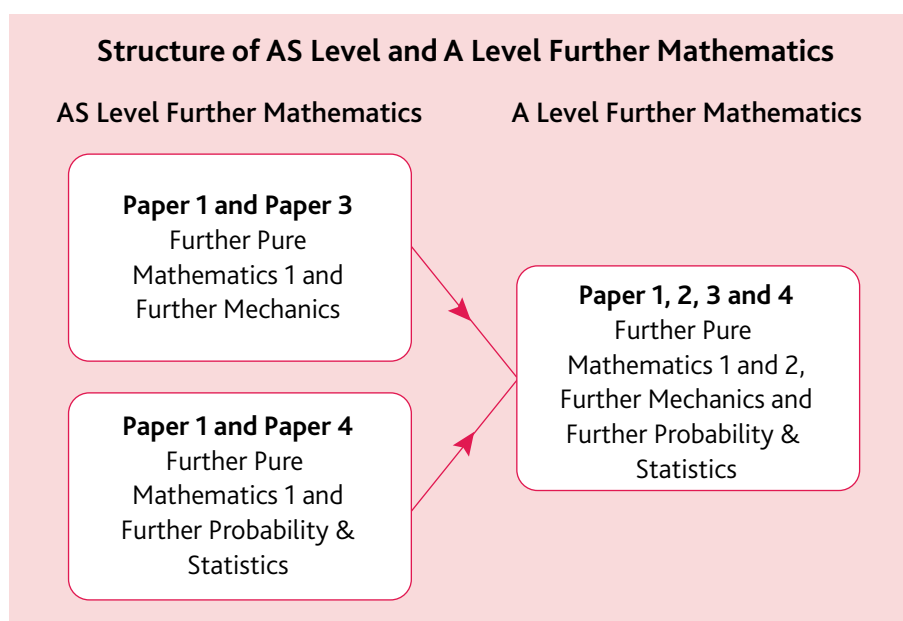 Structure of AS Level and A Level Further Mathematics
AS Level Further Mathematics
A Level Further Mathematics
Paper 1 and Paper 3
Further Pure
Mathematics 1 and
Further Mechanics
Paper 1 and Paper 4
Further Pure
Mathematics 1 and
Further Probability &
Statistics
Paper 1, 2, 3 and 4
Further Pure
Mathematics 1 and 2,
Further Mechanics and
Further Probability &
Statistics